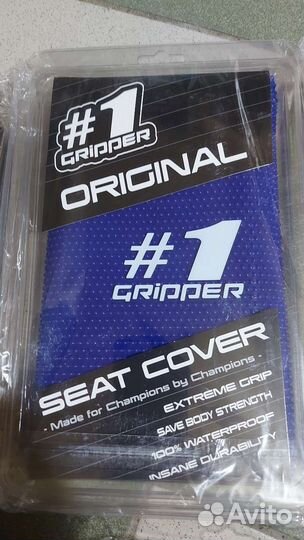 #1
GRIPPER
ORIGINAL
#1
GRIPPER
SEAT COVER
- Made for Champions by Champions -
EXTREME GRIP
SAVE BODY STRENGTH
100% WATERPROOF
INSANE DURABILITY
Avito